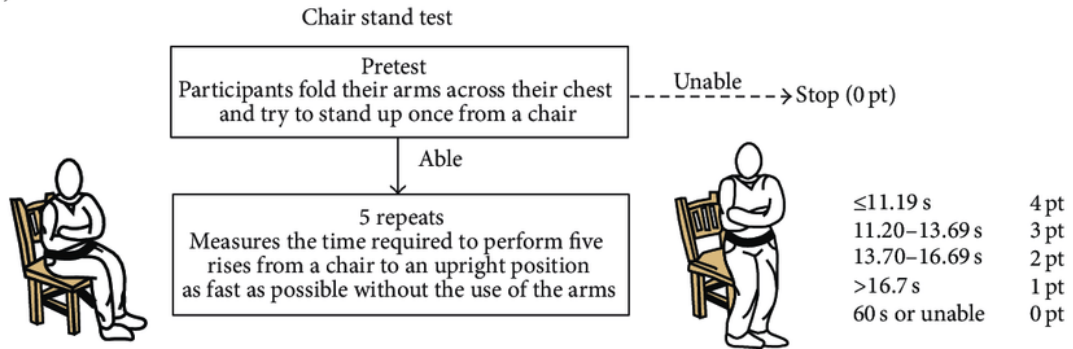 Chair stand test
Pretest
Participants fold their arms across their chest
and try to stand up once from a chair
Unable
Stop (0 pt)
Able
5 repeats
Measures the time required to perform five
rises from a chair to an upright position
as fast as possible without the use of the arms
≤11.19 s 4 pt
11.20–13.69 s 3 pt
13.70–16.69 s 2 pt
>16.7 s 1 pt
60 s or unable 0 pt